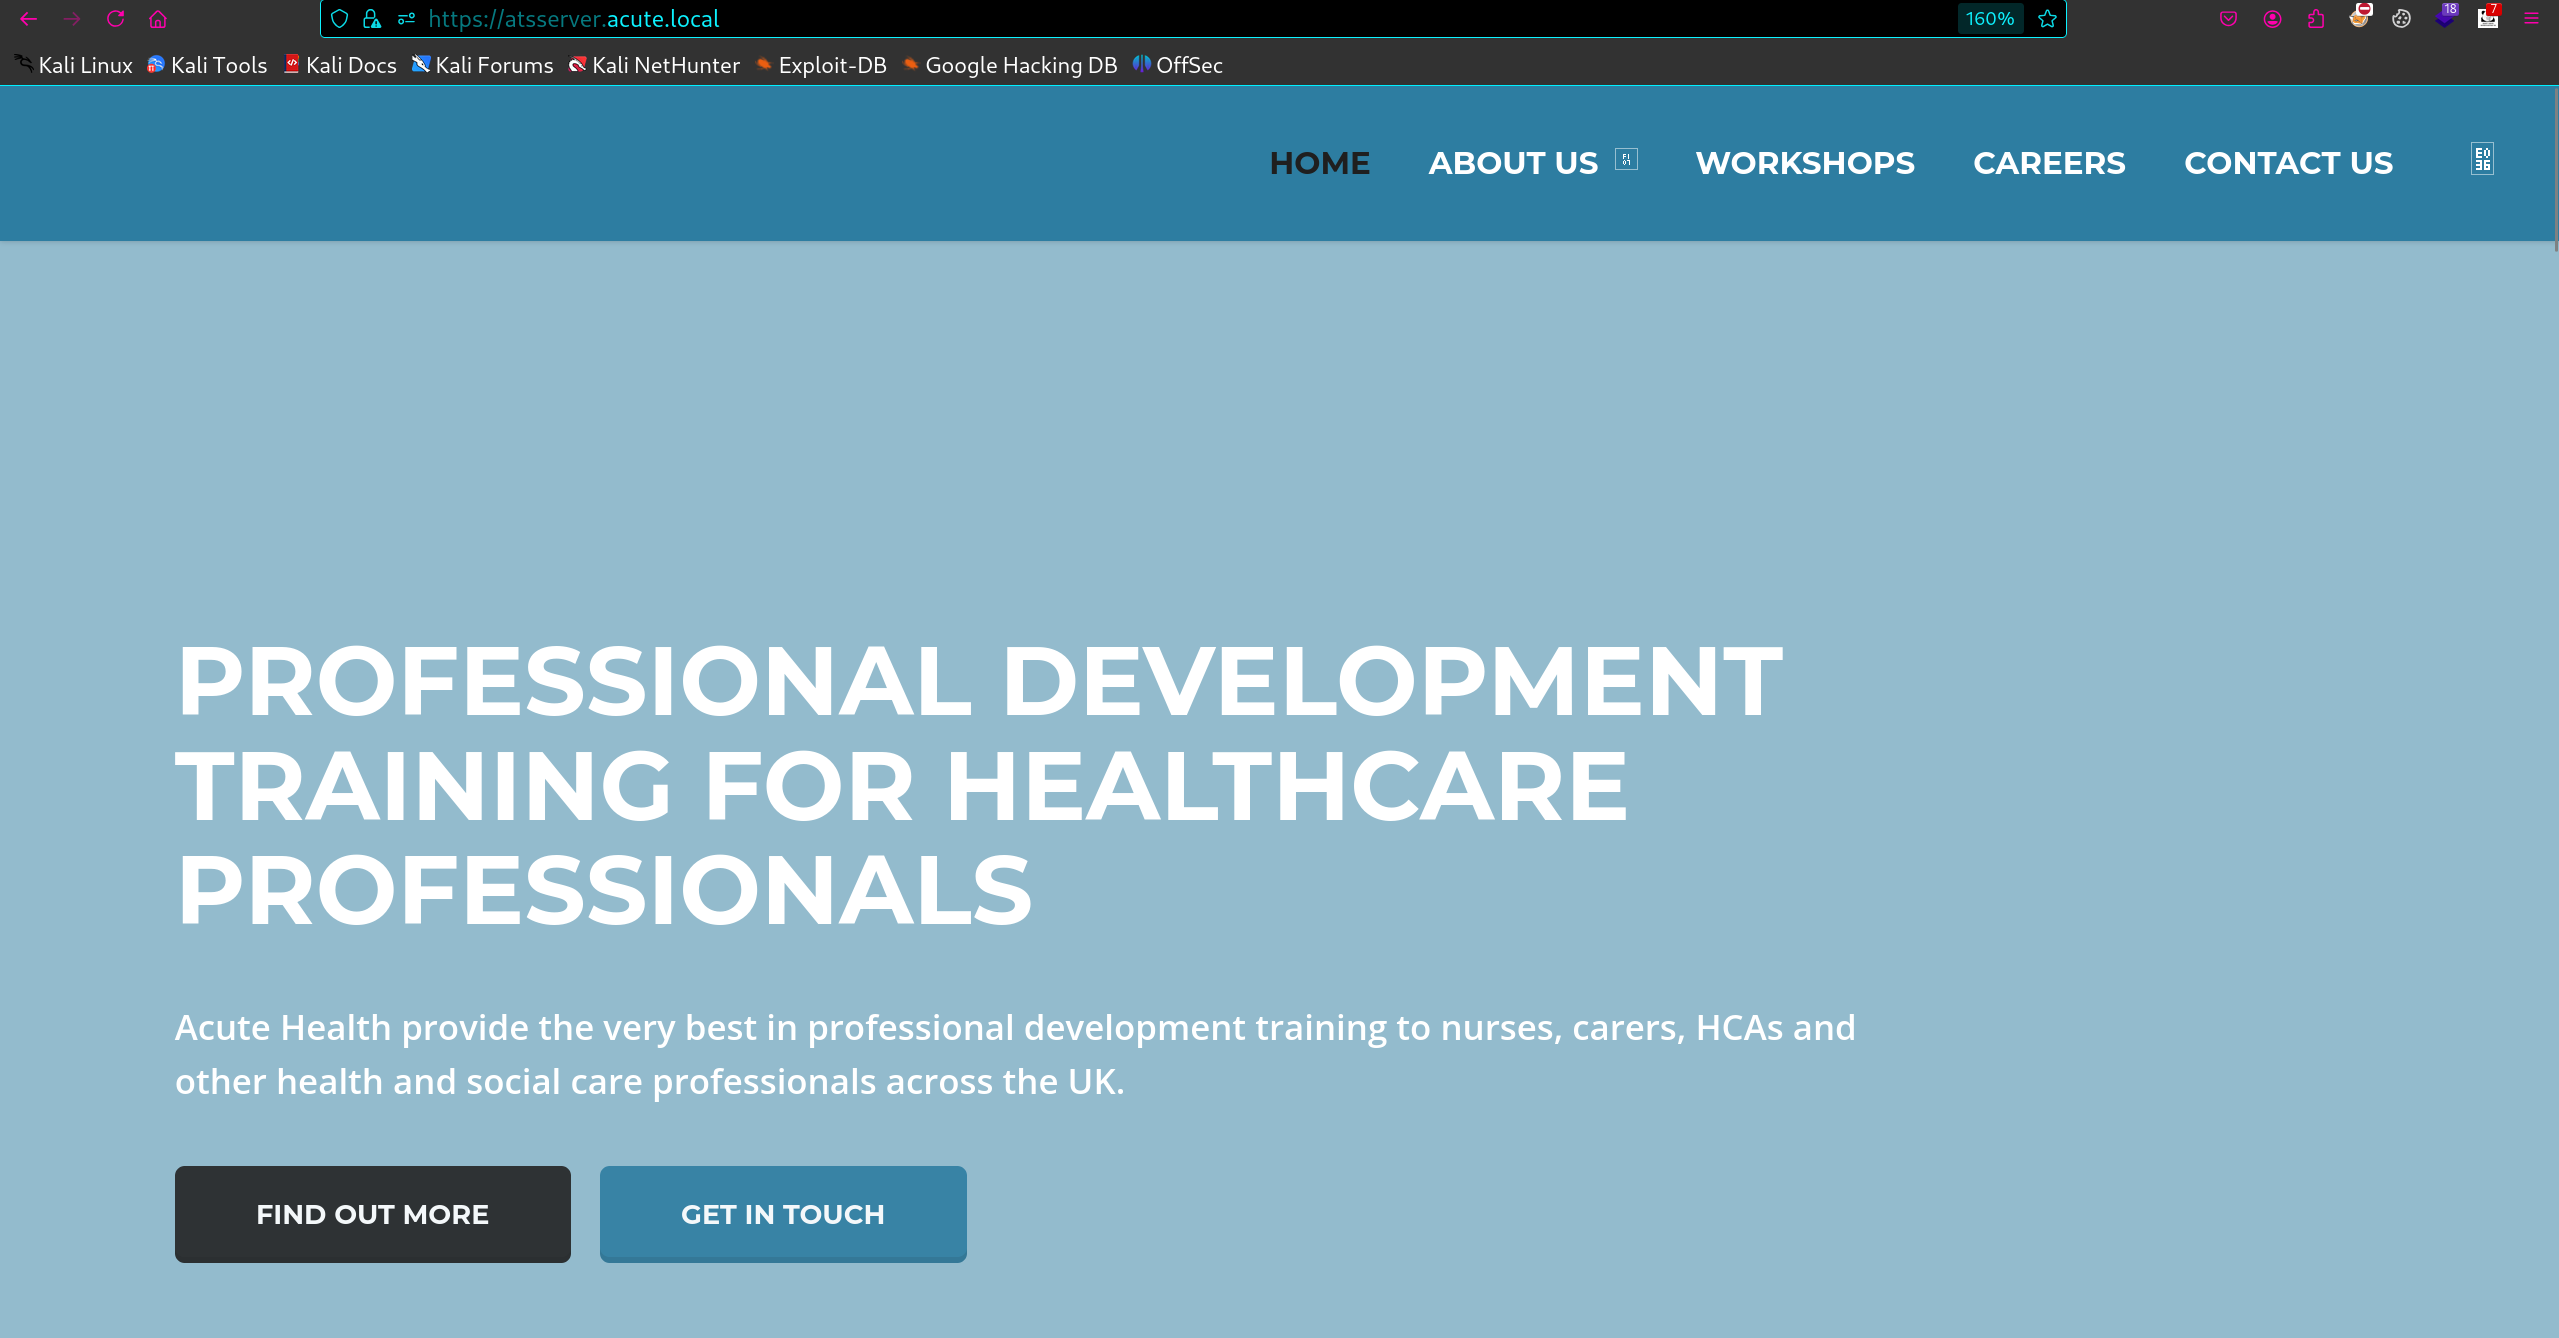 https://atsserver.acute.local 160% 18 7
Kali Linux Kali Tools Kali Docs Kali Forums Kali NetHunter Exploit-DB Google Hacking DB OffSec
HOME ABOUT US WORKSHOPS CAREERS CONTACT US
PROFESSIONAL DEVELOPMENT
TRAINING FOR HEALTHCARE
PROFESSIONALS
Acute Health provide the very best in professional development training to nurses, carers, HCAs and
other health and social care professionals across the UK.
FIND OUT MORE GET IN TOUCH